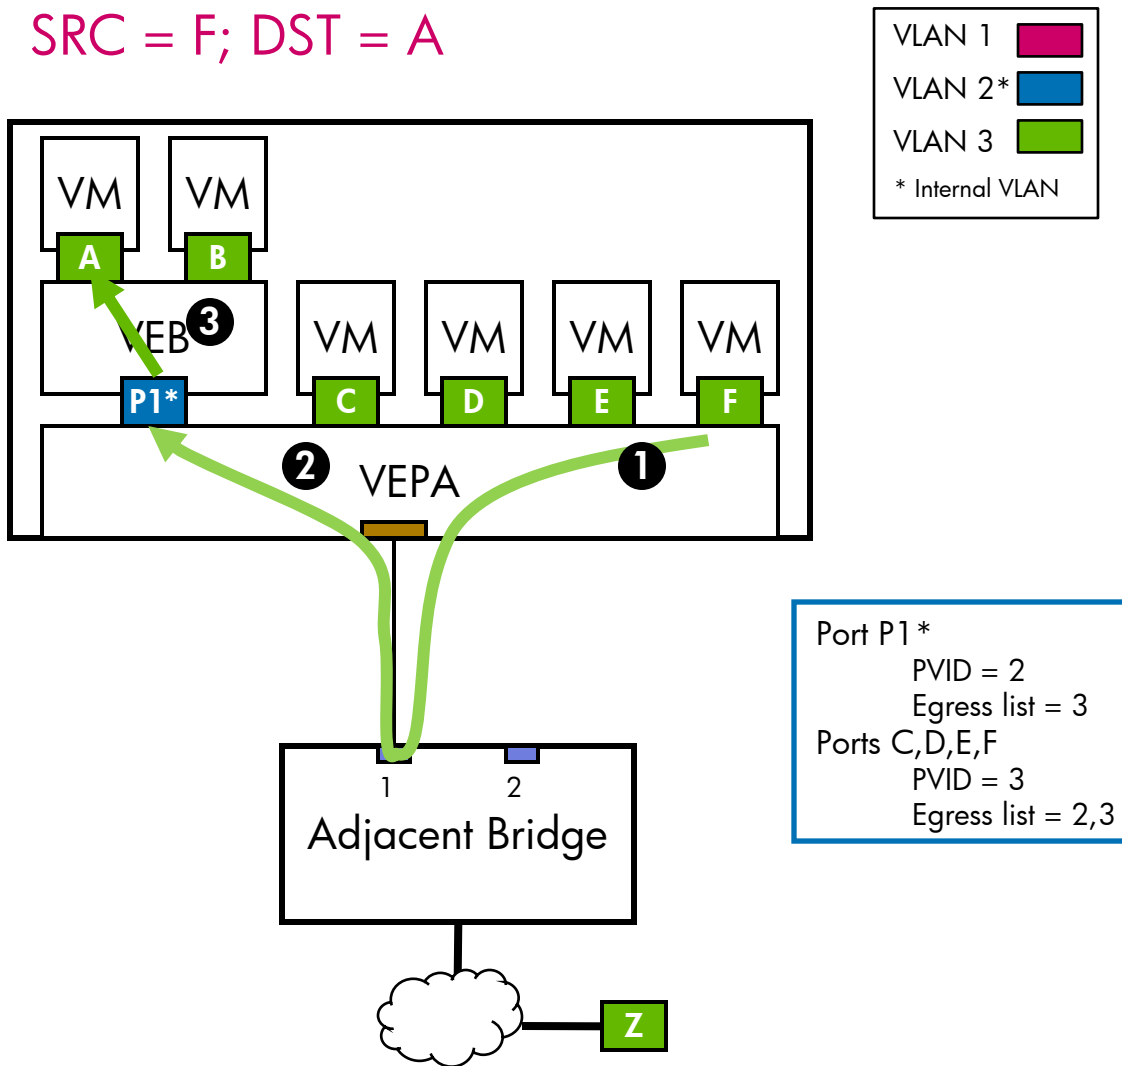 SRC = F; DST = A
VLAN 1
VLAN 2*
VLAN 3
* Internal VLAN
VM VM
A B
VEB 3
VM VM VM VM
P1* C D E F
2 VEPA 1
Port P1*
PVID = 2
Egress list = 3
Ports C,D,E,F
PVID = 3
Egress list = 2,3
1 2
Adjacent Bridge
Z